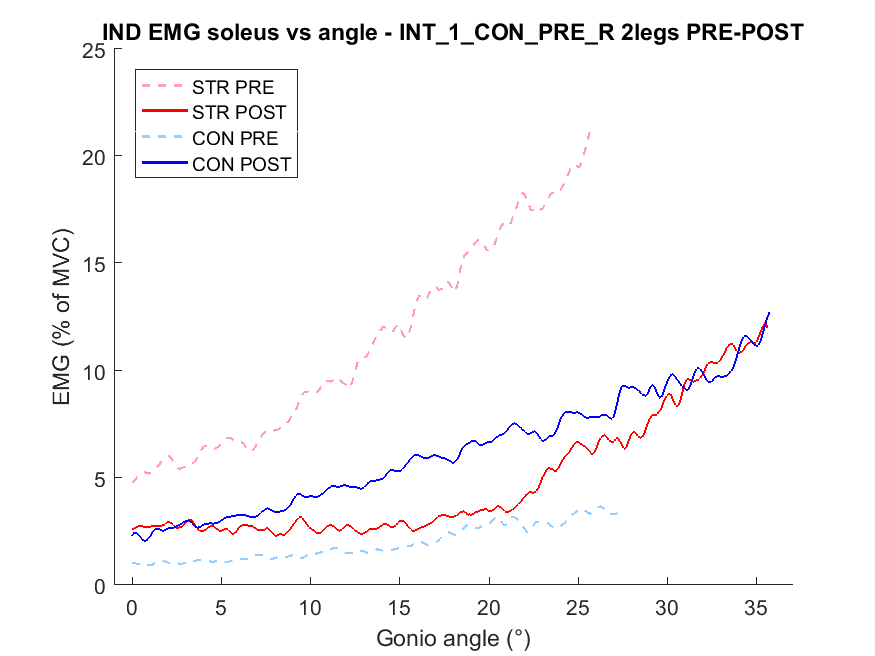 IND EMG soleus vs angle - INT_1_CON_PRE_R 2legs PRE-POST
25
STR PRE
STR POST
CON PRE
CON POST
20
15
10
5
0
EMG (% of MVC)
0 5 10 15 20 25 30 35
Gonio angle (°)